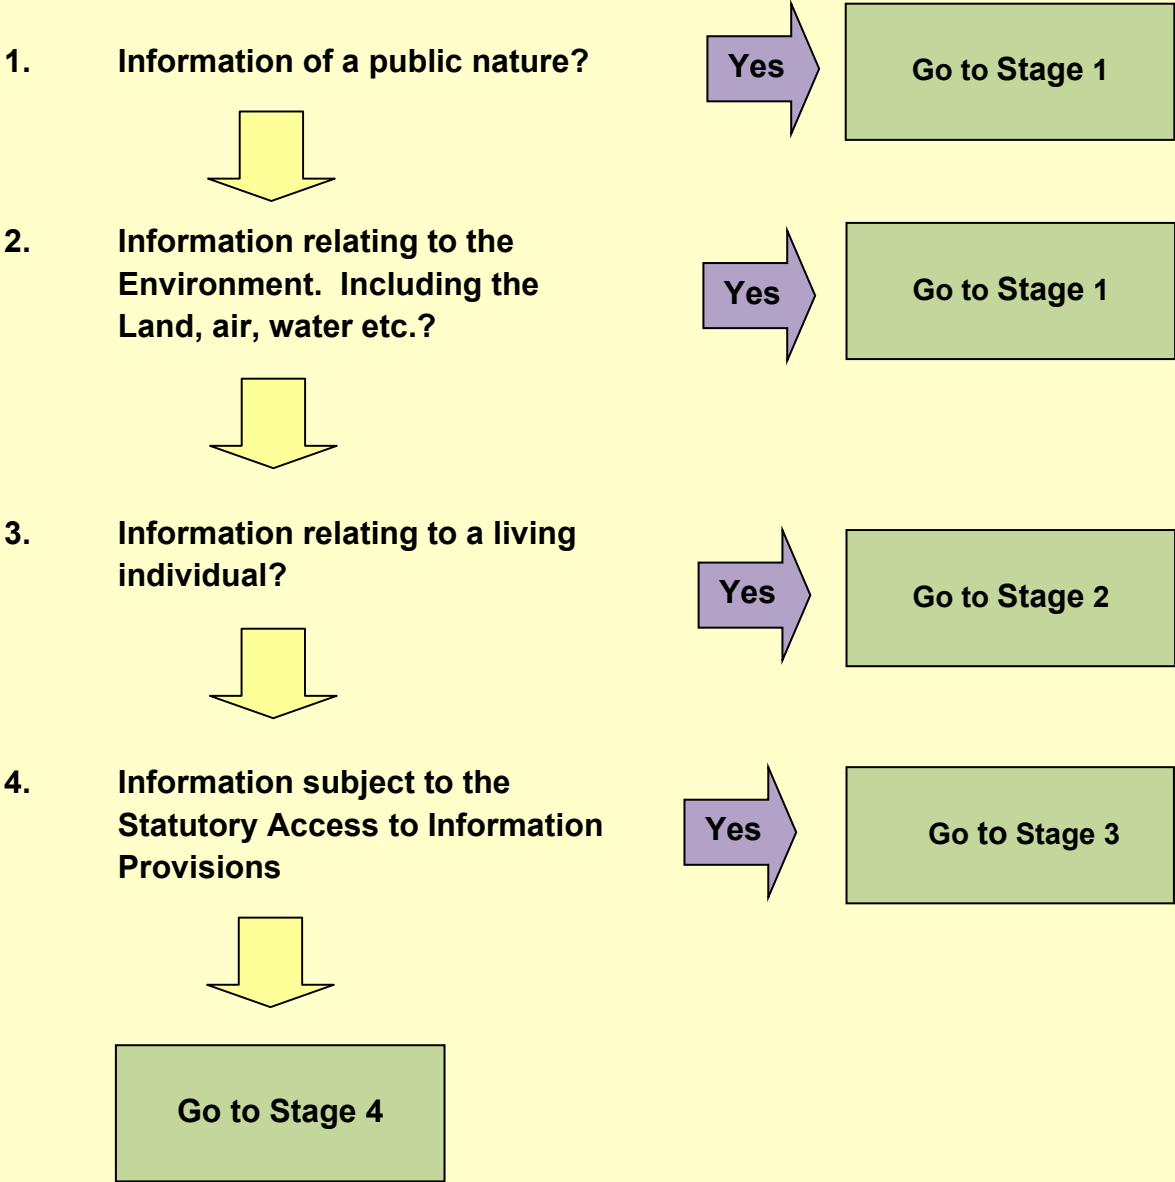 1. Information of a public nature?
Yes
Go to Stage 1
2. Information relating to the
Environment.  Including the
Land, air, water etc.?
Yes
Go to Stage 1
3. Information relating to a living
individual?
Yes
Go to Stage 2
4. Information subject to the
Statutory Access to Information
Provisions
Yes
Go to Stage 3
Go to Stage 4